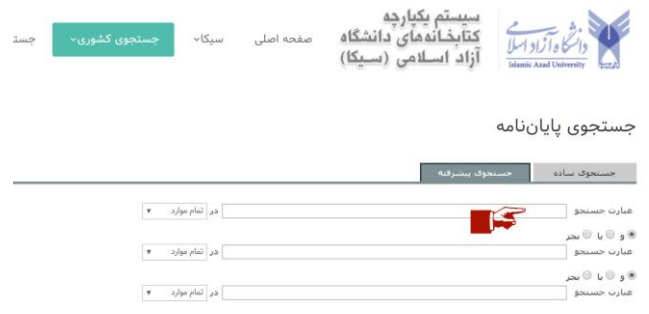 دانشگاه آزاد اسلامی
Islamic Azad University
سیستم یکپارچه
کتابخانه‌های دانشگاه
آزاد اسلامی (سیکا)
صفحه اصلی
سیکا
جستجوی کشوری
جست
جستجوی پایان‌نامه
جستجوی ساده
جستجوی پیشرفته
عبارت جستجو در تمام موارد
و یا بجز
عبارت جستجو در تمام موارد
و یا بجز
عبارت جستجو در تمام موارد